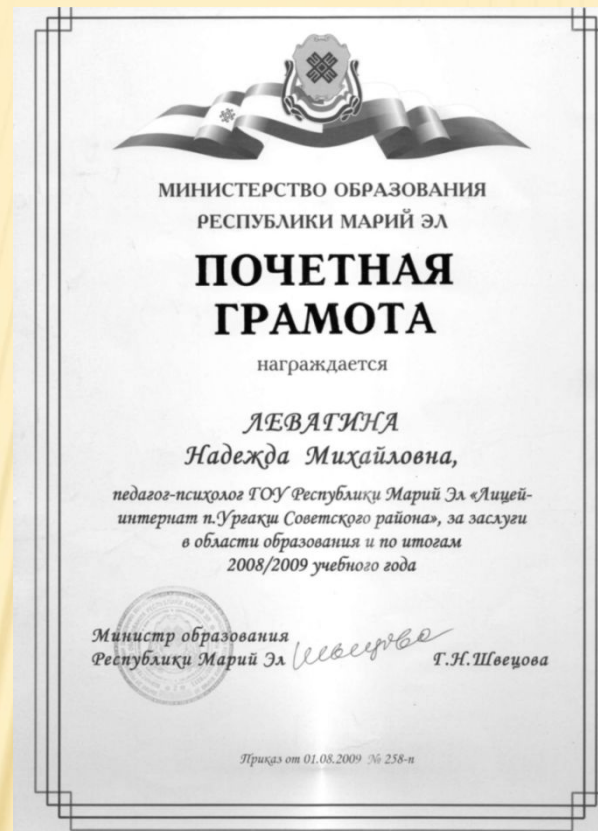 МИНИСТЕРСТВО ОБРАЗОВАНИЯ
РЕСПУБЛИКИ МАРИЙ ЭЛ
ПОЧЕТНАЯ
ГРАМОТА
награждается
ЛЕВАГИНА
Надежда Михайловна,
педагог-психолог ГОУ Республики Марий Эл «Лицей-
интернат п.Ургакш Советского района», за заслуги
в области образования и по итогам
2008/2009 учебного года
Министр образования
Республики Марий Эл Швецова Г.Н.Швецова
Приказ от 01.08.2009 № 258-п